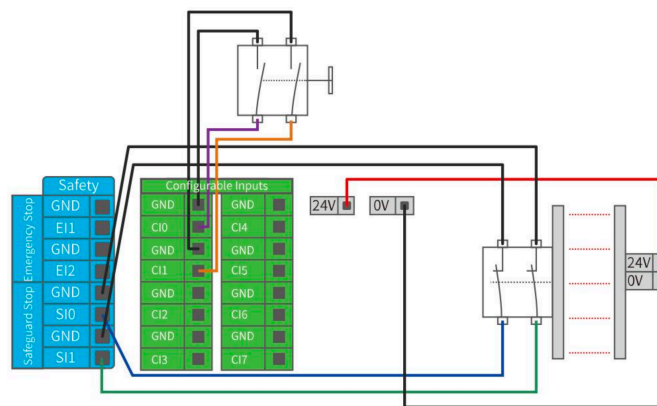 Safety
Emergency Stop
GND
EI1
GND
EI2
Safeguard Stop
GND
SI0
GND
SI1
Configurable Inputs
GND
CI0
GND
CI1
GND
CI2
GND
CI3
GND
CI4
GND
CI5
GND
CI6
GND
CI7
24V
0V
24V
0V